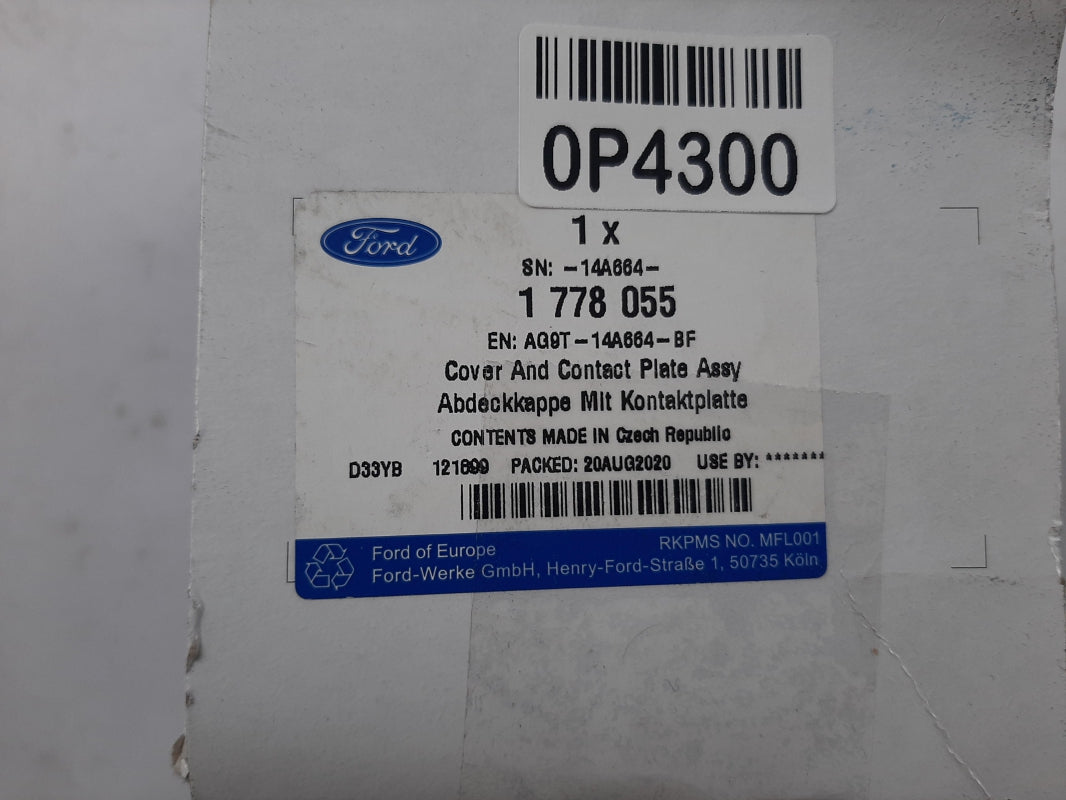 0P4300
Ford
1 x
SN: -14A664-
1 778 055
EN: AG9T-14A664-BF
Cover And Contact Plate Assy
Abdeckkappe Mit Kontaktplatte
CONTENTS MADE IN Czech Republic
D33YB 121699 PACKED: 20AUG2020 USE BY: *******
Ford of Europe RKPMS NO. MFL001
Ford-Werke GmbH, Henry-Ford-Straße 1, 50735 Köln